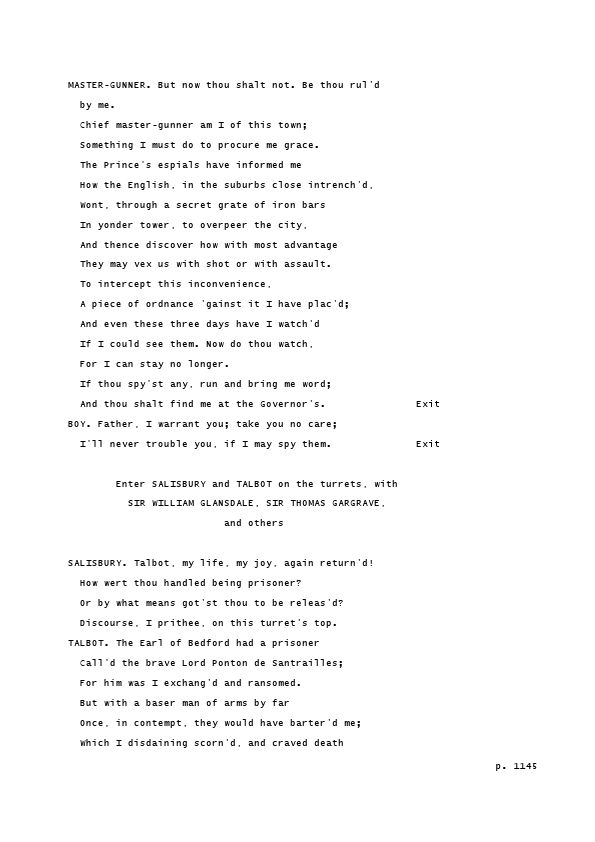 MASTER-GUNNER. But now thou shalt not. Be thou rul'd
by me.
Chief master-gunner am I of this town;
Something I must do to procure me grace.
The Prince's espials have informed me
How the English, in the suburbs close intrench'd,
Wont, through a secret grate of iron bars
In yonder tower, to overpeer the city,
And thence discover how with most advantage
They may vex us with shot or with assault.
To intercept this inconvenience,
A piece of ordnance 'gainst it I have plac'd;
And even these three days have I watch'd
If I could see them. Now do thou watch,
For I can stay no longer.
If thou spy'st any, run and bring me word;
And thou shalt find me at the Governor's. Exit
BOY. Father, I warrant you; take you no care;
I'll never trouble you, if I may spy them. Exit
Enter SALISBURY and TALBOT on the turrets, with
SIR WILLIAM GLANSDALE, SIR THOMAS GARGRAVE,
and others
SALISBURY. Talbot, my life, my joy, again return'd!
How wert thou handled being prisoner?
Or by what means got'st thou to be releas'd?
Discourse, I prithee, on this turret's top.
TALBOT. The Earl of Bedford had a prisoner
Call'd the brave Lord Ponton de Santrailles;
For him was I exchang'd and ransomed.
But with a baser man of arms by far
Once, in contempt, they would have barter'd me;
Which I disdaining scorn'd, and craved death
p. 1145